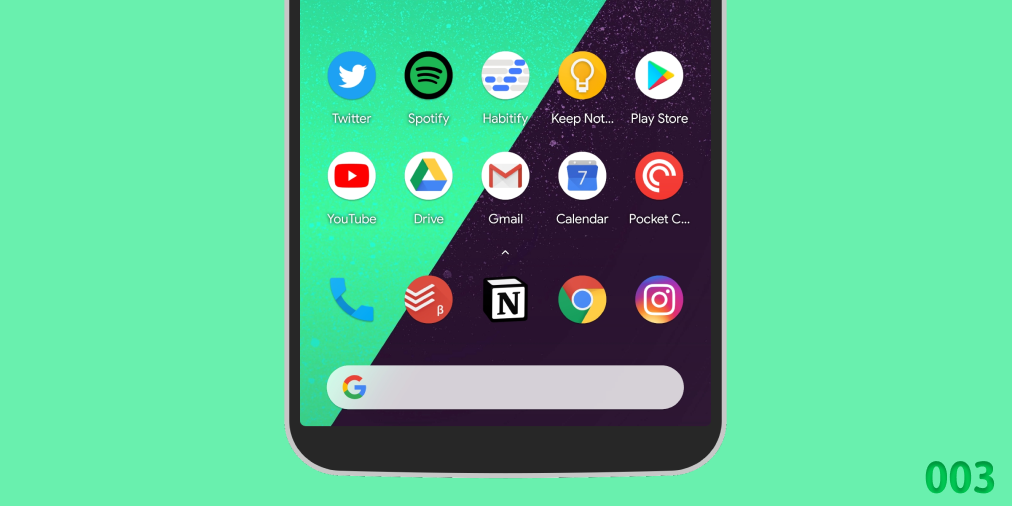 Twitter Spotify Habitify Keep Not... Play Store
7
YouTube Drive Gmail Calendar Pocket C...
β N
G
003